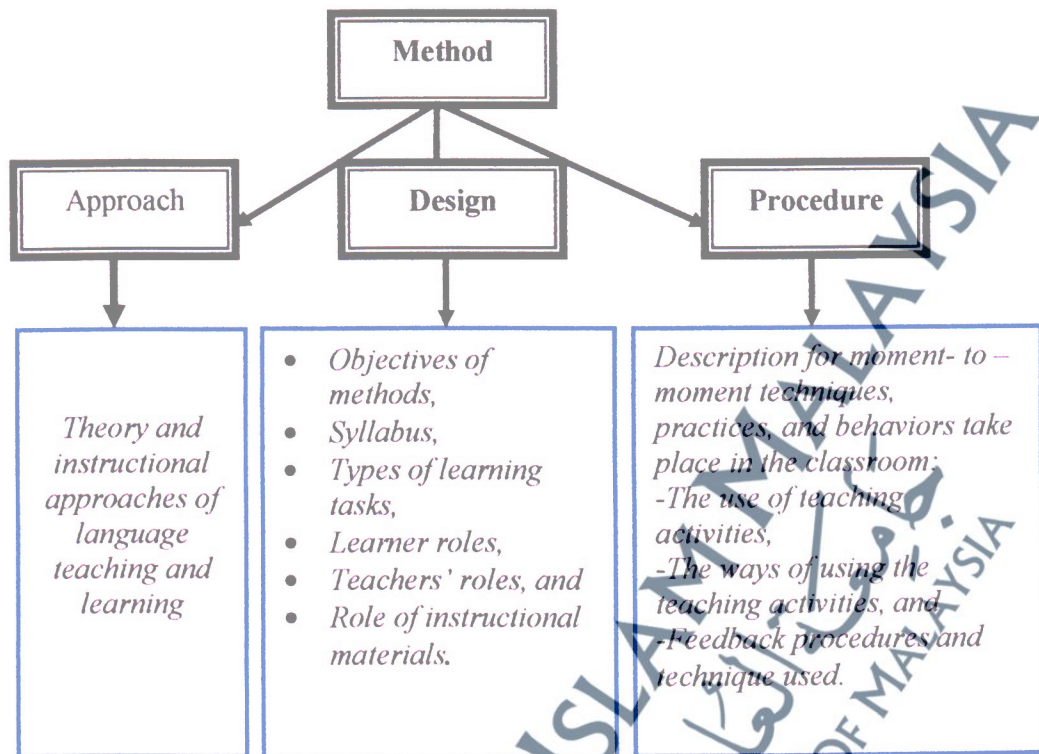 Method
Approach
Design
Procedure
Theory and
instructional
approaches of
language
teaching and
learning
• Objectives of
methods,
• Syllabus,
• Types of learning
tasks,
• Learner roles,
• Teachers' roles, and
• Role of instructional
materials.
Description for moment- to –
moment techniques,
practices, and behaviors take
place in the classroom:
-The use of teaching
activities,
-The ways of using the
teaching activities, and
-Feedback procedures and
technique used.
ISLAM MALAYSIA
OF MALAYSIA